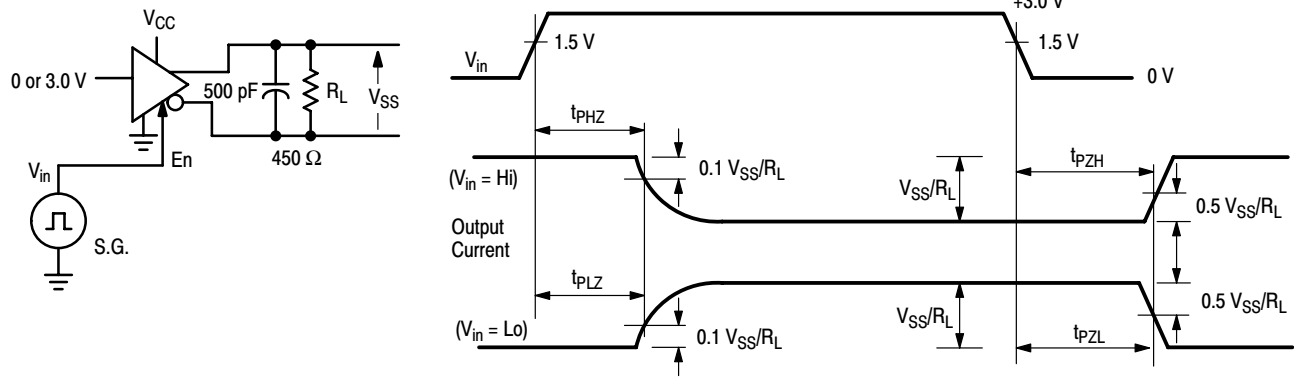 VCC
0 or 3.0 V
500 pF
RL
VSS
450 Ω
En
Vin
S.G.
+3.0 V
1.5 V
1.5 V
Vin
0 V
tPHZ
tPZH
0.1 VSS/RL
VSS/RL
0.5 VSS/RL
(Vin = Hi)
Output
Current
tPLZ
tPZL
0.5 VSS/RL
VSS/RL
(Vin = Lo)
0.1 VSS/RL